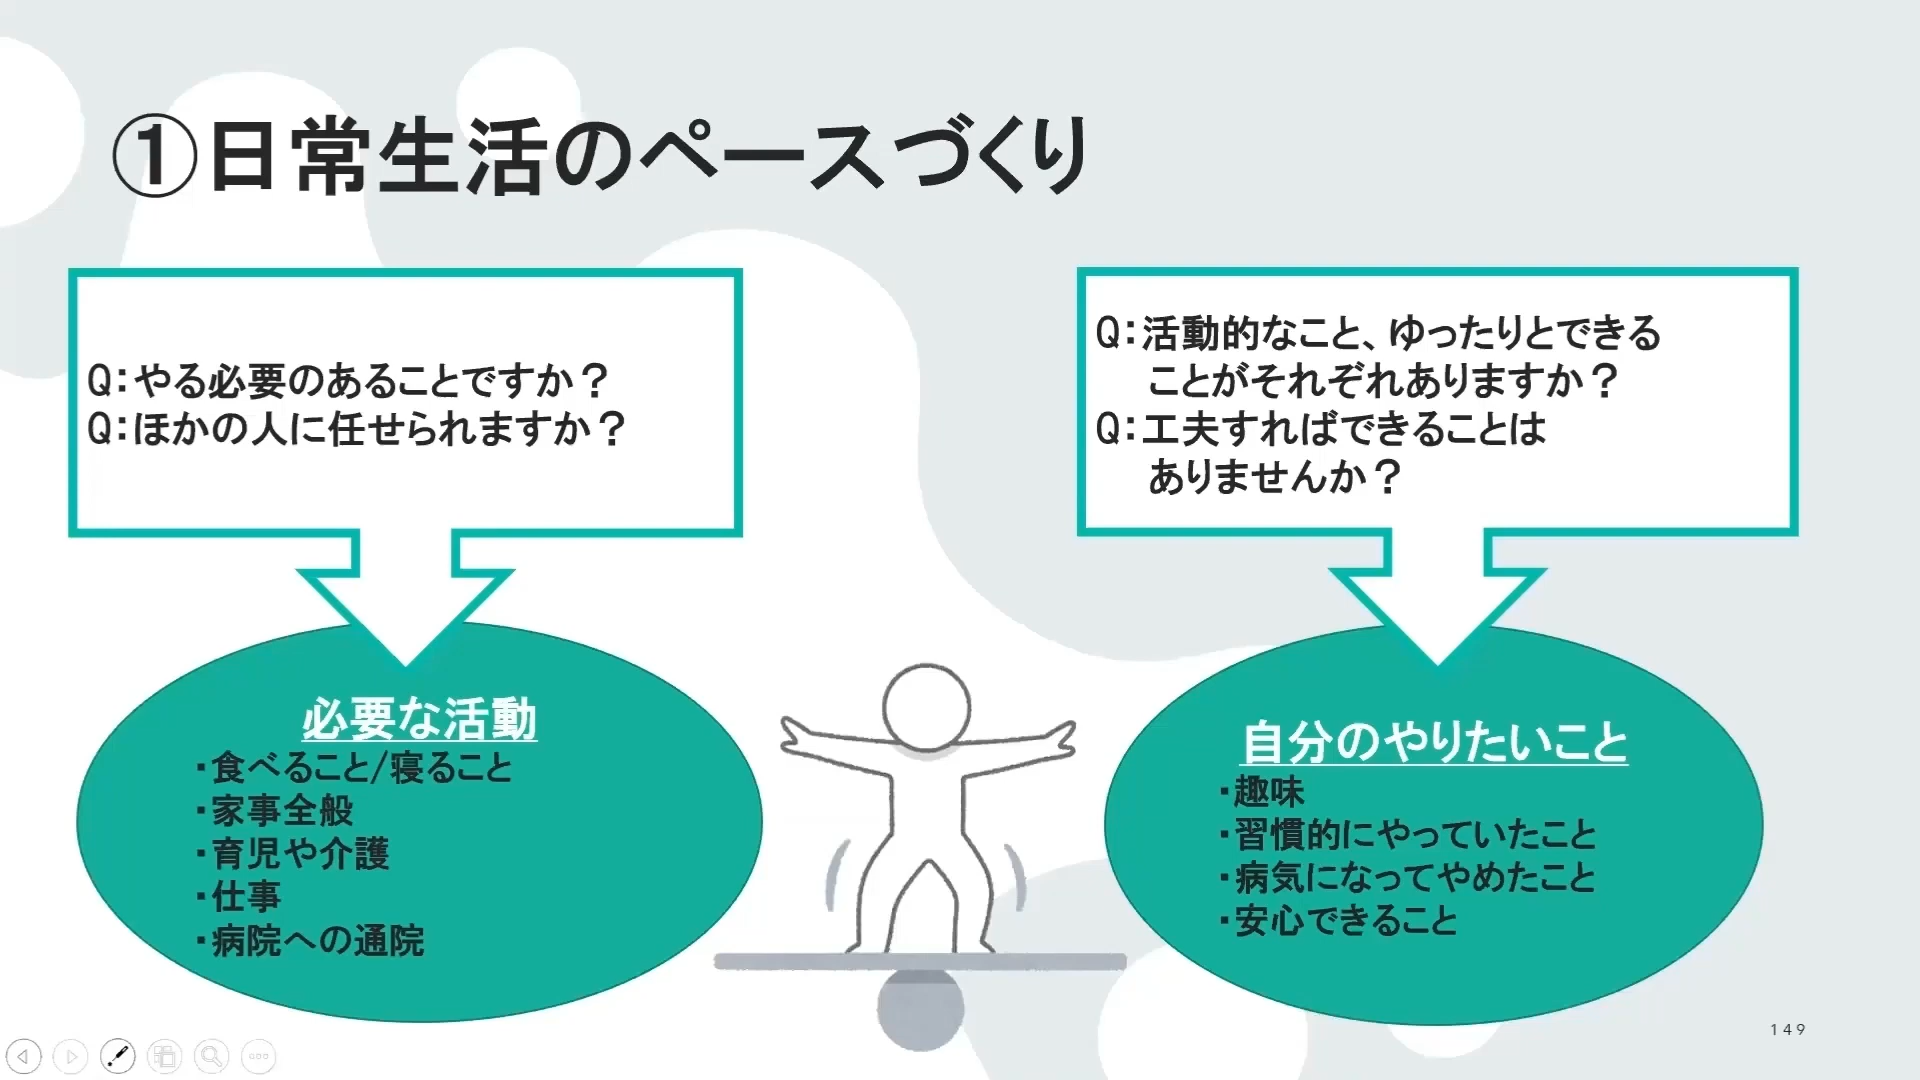 ①日常生活のペースづくり
Q：やる必要のあることですか？
Q：ほかの人に任せられますか？
Q：活動的なこと、ゆったりとできる
ことがそれぞれありますか？
Q：工夫すればできることは
ありませんか？
必要な活動
・食べること/寝ること
・家事全般
・育児や介護
・仕事
・病院への通院
自分のやりたいこと
・趣味
・習慣的にやっていたこと
・病気になってやめたこと
・安心できること
149